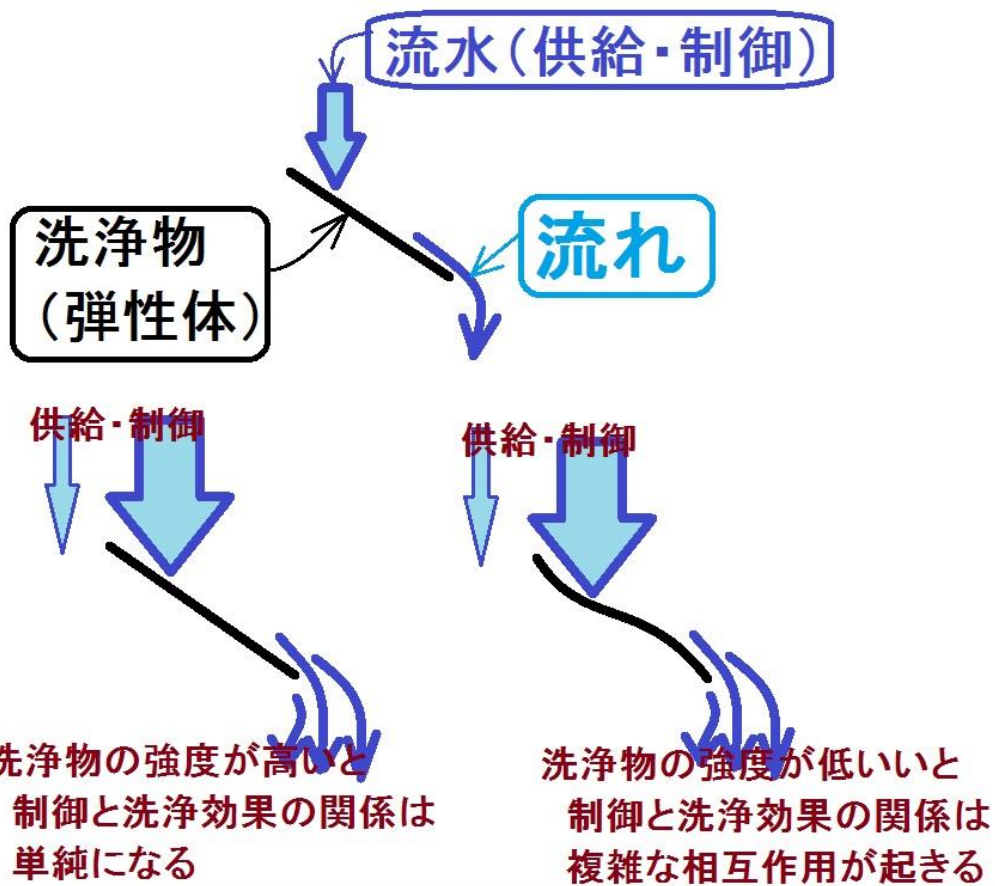 流水(供給・制御)
洗浄物
(弾性体)
流れ
供給・制御
供給・制御
洗浄物の強度が高いと
制御と洗浄効果の関係は
単純になる
洗浄物の強度が低いいと
制御と洗浄効果の関係は
複雑な相互作用が起きる